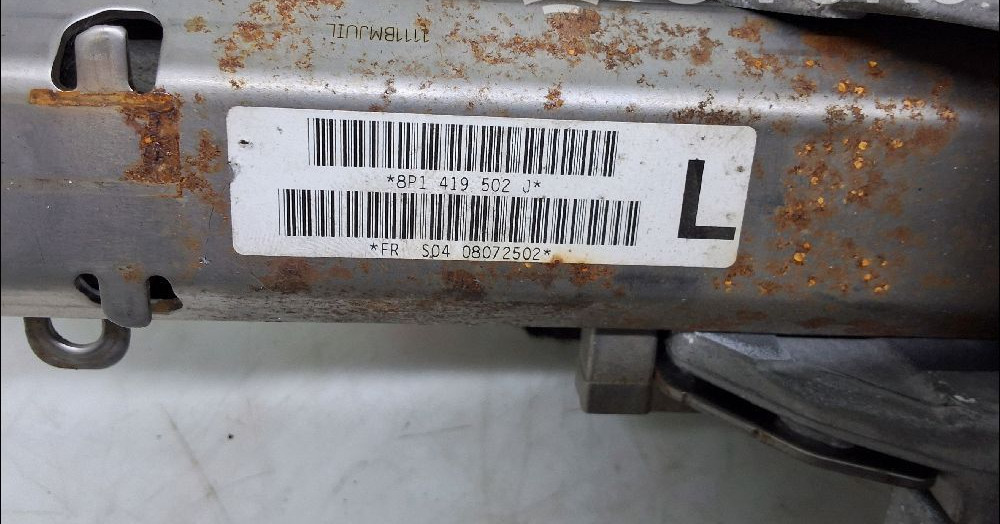 1111BMJUIL
*8P1 419 502 J*
L
*FR S04 08072502*